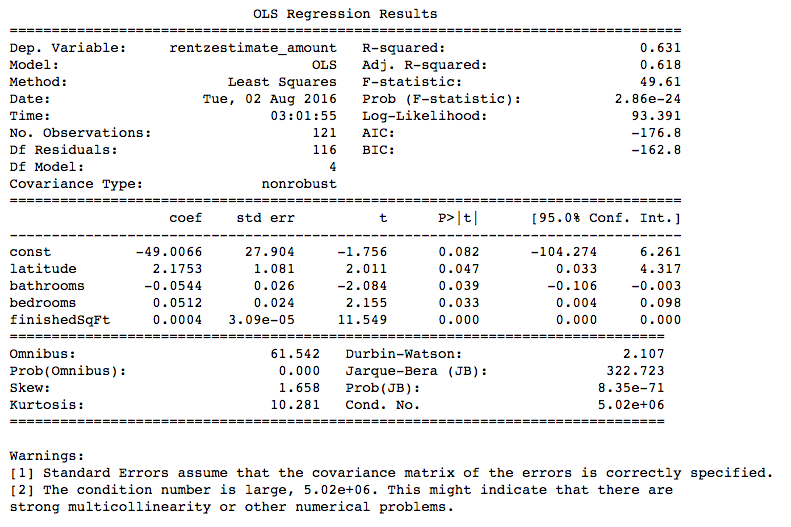 OLS Regression Results
==============================================================================
Dep. Variable: rentzestimate_amount R-squared: 0.631
Model: OLS Adj. R-squared: 0.618
Method: Least Squares F-statistic: 49.61
Date: Tue, 02 Aug 2016 Prob (F-statistic): 2.86e-24
Time: 03:01:55 Log-Likelihood: 93.391
No. Observations: 121 AIC: -176.8
Df Residuals: 116 BIC: -162.8
Df Model: 4
Covariance Type: nonrobust
==============================================================================
coef std err t P>|t| [95.0% Conf. Int.]
------------------------------------------------------------------------------
const -49.0066 27.904 -1.756 0.082 -104.274 6.261
latitude 2.1753 1.081 2.011 0.047 0.033 4.317
bathrooms -0.0544 0.026 -2.084 0.039 -0.106 -0.003
bedrooms 0.0512 0.024 2.155 0.033 0.004 0.098
finishedSqFt 0.0004 3.09e-05 11.549 0.000 0.000 0.000
==============================================================================
Omnibus: 61.542 Durbin-Watson: 2.107
Prob(Omnibus): 0.000 Jarque-Bera (JB): 322.723
Skew: 1.658 Prob(JB): 8.35e-71
Kurtosis: 10.281 Cond. No. 5.02e+06
==============================================================================
Warnings:
[1] Standard Errors assume that the covariance matrix of the errors is correctly specified.
[2] The condition number is large, 5.02e+06. This might indicate that there are
strong multicollinearity or other numerical problems.